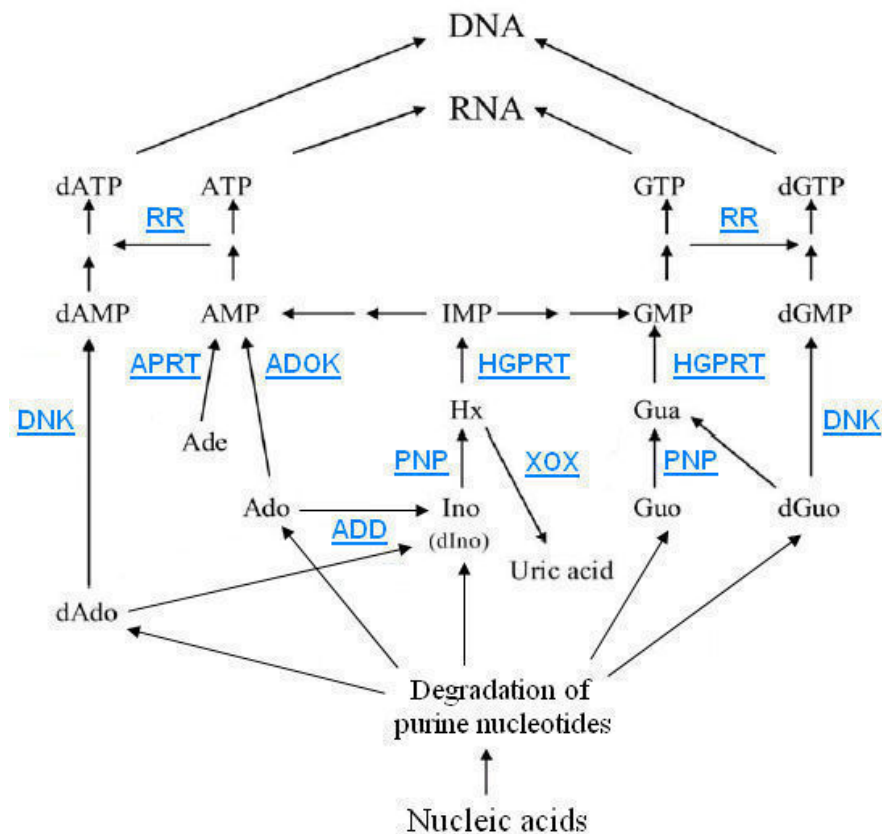 DNA
RNA
dATP ATP GTP dGTP
RR RR
dAMP AMP IMP GMP dGMP
APRT ADOK HGPRT HGPRT
DNK Hx Gua DNK
Ade
PNP XOX PNP
Ado Ino Guo dGuo
ADD (dIno)
Uric acid
dAdo
Degradation of
purine nucleotides
Nucleic acids